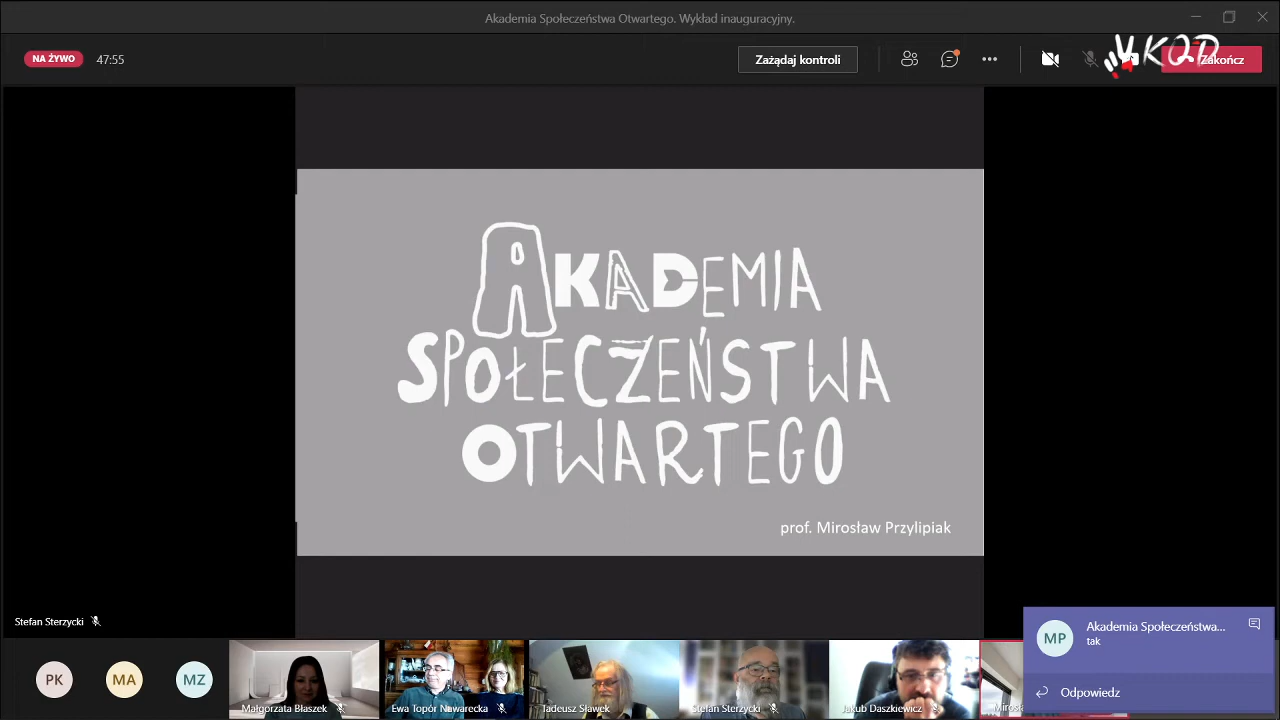 Akademia Społeczeństwa Otwartego. Wykład inauguracyjny.
NA ŻYWO
47:55
Zażądaj kontroli
KOD
Zakończ
AKADEMIA
SPOŁECZEŃSTWA
OTWARTEGO
prof. Mirosław Przylipiak
Stefan Sterzycki
MP
Akademia Społeczeństwa...
tak
Odpowiedz
PK
MA
MZ
Małgorzata Błaszek
Ewa Topór Nawarecka
Tadeusz Sławek
Stefan Sterzycki
Jakub Daszkiewicz